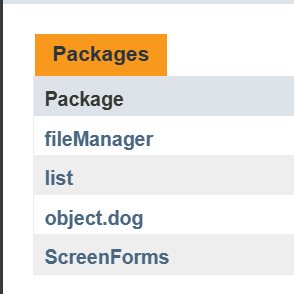 Packages
Package
fileManager
list
object.dog
ScreenForms